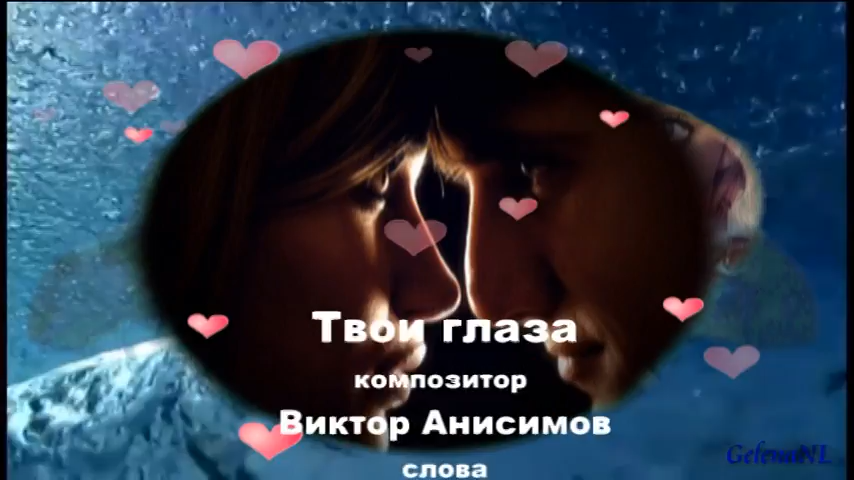 Твои глаза
композитор
Виктор Анисимов
слова
GelenaNL